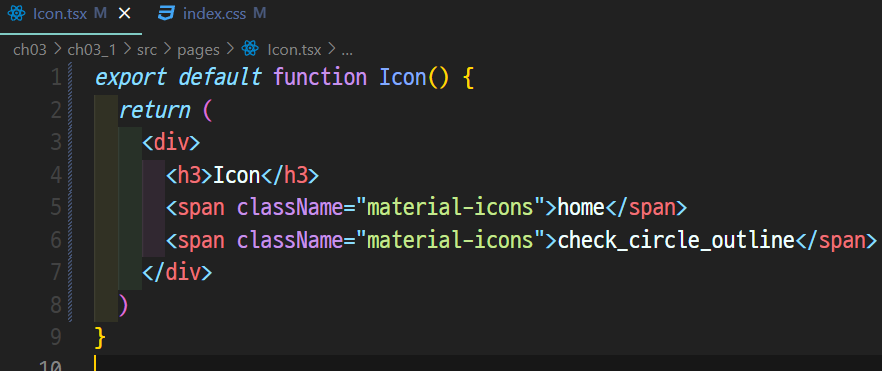 Icon.tsx M × index.css M
ch03 > ch03_1 > src > pages > Icon.tsx > ...
1 export default function Icon() {
2 return (
3 <div>
4 <h3>Icon</h3>
5 <span className="material-icons">home</span>
6 <span className="material-icons">check_circle_outline</span>
7 </div>
8 )
9 }
10